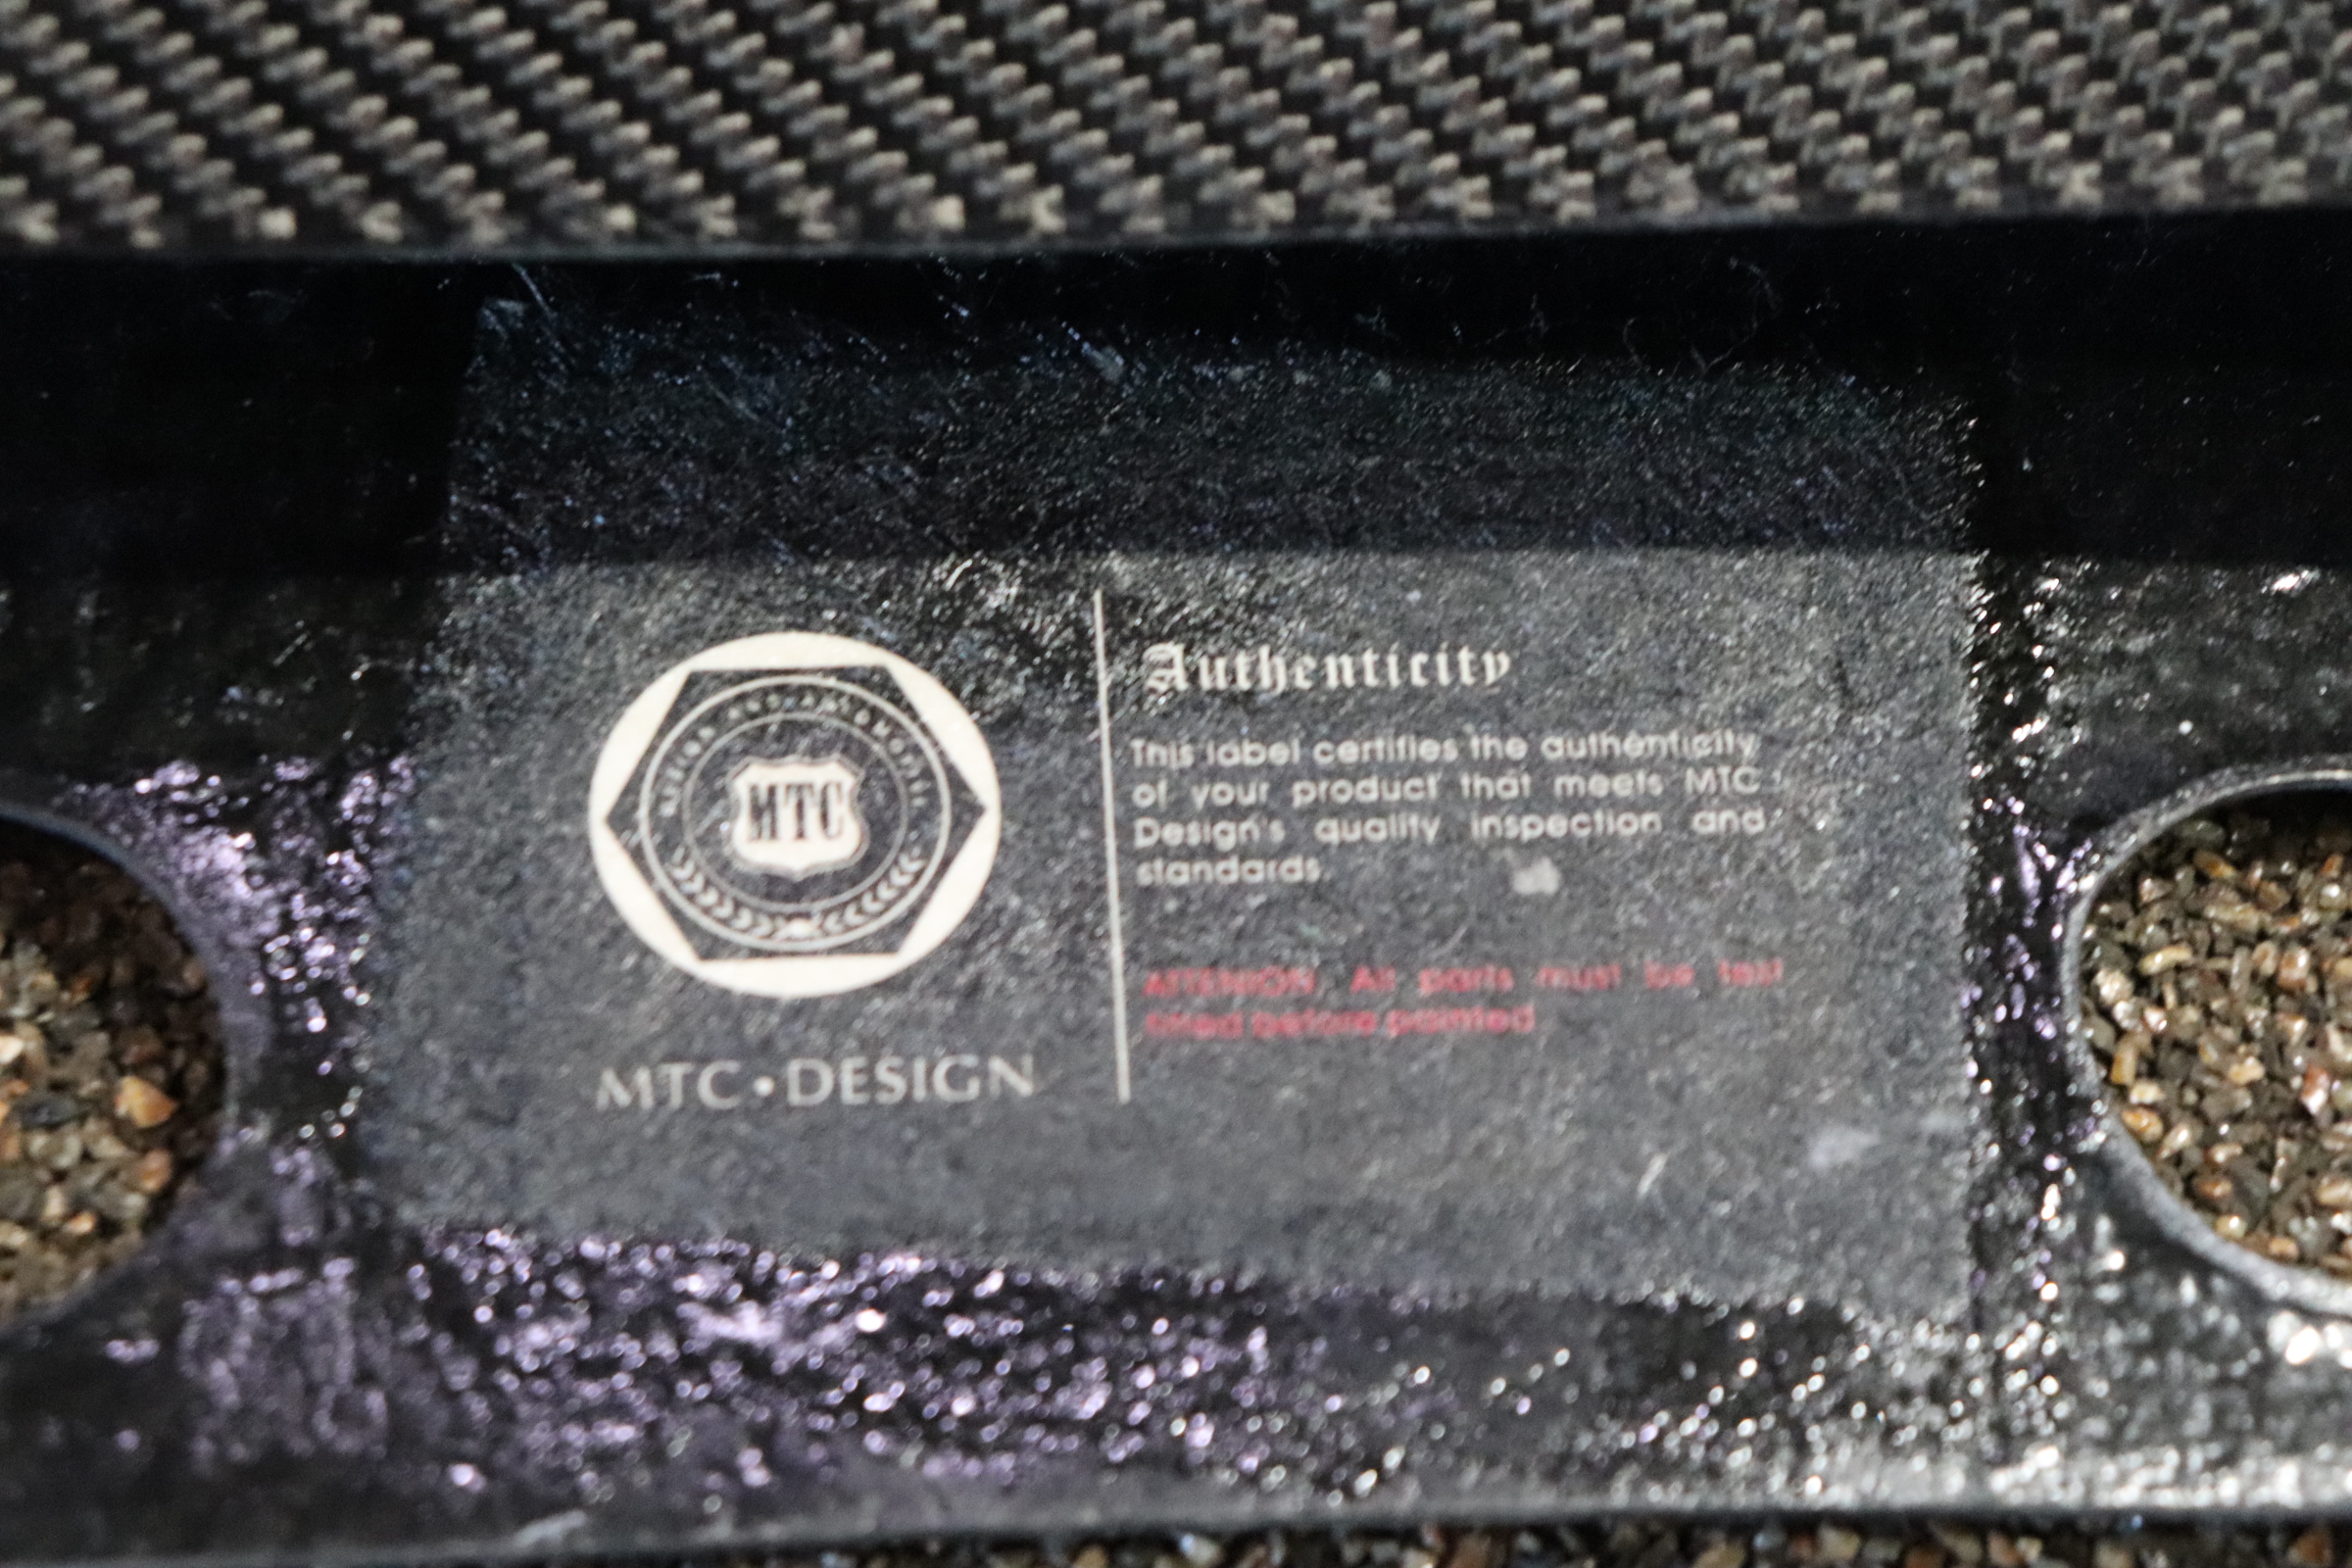 MTC
MTC•DESIGN
Authenticity
This label certifies the authenticity
of your product that meets MTC
Design's quality inspection and
standards.
ATTENION: All parts must be test
fitted before painted